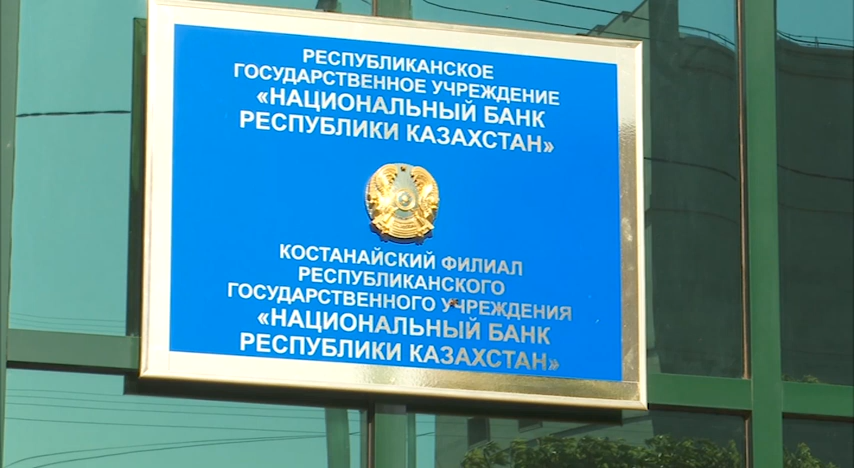 РЕСПУБЛИКАНСКОЕ
ГОСУДАРСТВЕННОЕ УЧРЕЖДЕНИЕ
«НАЦИОНАЛЬНЫЙ БАНК
РЕСПУБЛИКИ КАЗАХСТАН»
КОСТАНАЙСКИЙ ФИЛИАЛ
РЕСПУБЛИКАНСКОГО
ГОСУДАРСТВЕННОГО УЧРЕЖДЕНИЯ
«НАЦИОНАЛЬНЫЙ БАНК
РЕСПУБЛИКИ КАЗАХСТАН»